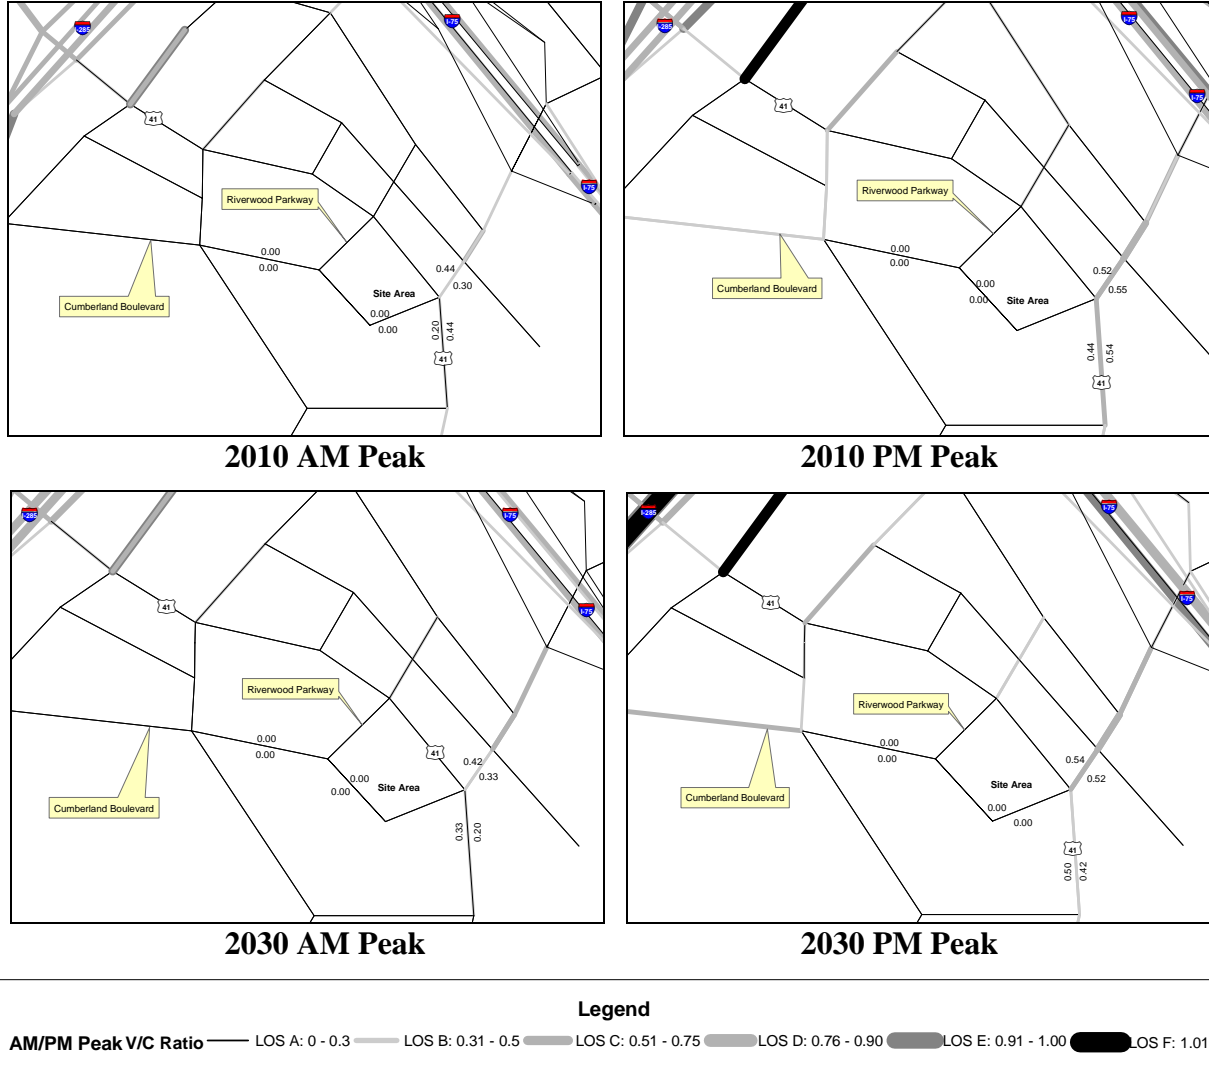 I-285
I-75
41
Riverwood Parkway
I-75
0.00
0.00
0.44
0.30
Site Area
Cumberland Boulevard
0.00
0.00
0.20
0.44
41
2010 AM Peak
I-285
I-75
I-75
41
Riverwood Parkway
0.00
0.00
0.52
0.55
0.00
0.00
Site Area
Cumberland Boulevard
0.44
0.54
41
2010 PM Peak
I-285
I-75
41
I-75
Riverwood Parkway
0.00
0.00
41
0.42
0.33
0.00
0.00
Site Area
Cumberland Boulevard
0.33
0.20
2030 AM Peak
I-285
I-75
41
I-75
Riverwood Parkway
0.00
0.00
0.54
0.52
Site Area
Cumberland Boulevard
0.00
0.00
41
0.50
0.42
2030 PM Peak
Legend
AM/PM Peak V/C Ratio LOS A: 0 - 0.3 LOS B: 0.31 - 0.5 LOS C: 0.51 - 0.75 LOS D: 0.76 - 0.90 LOS E: 0.91 - 1.00 LOS F: 1.01